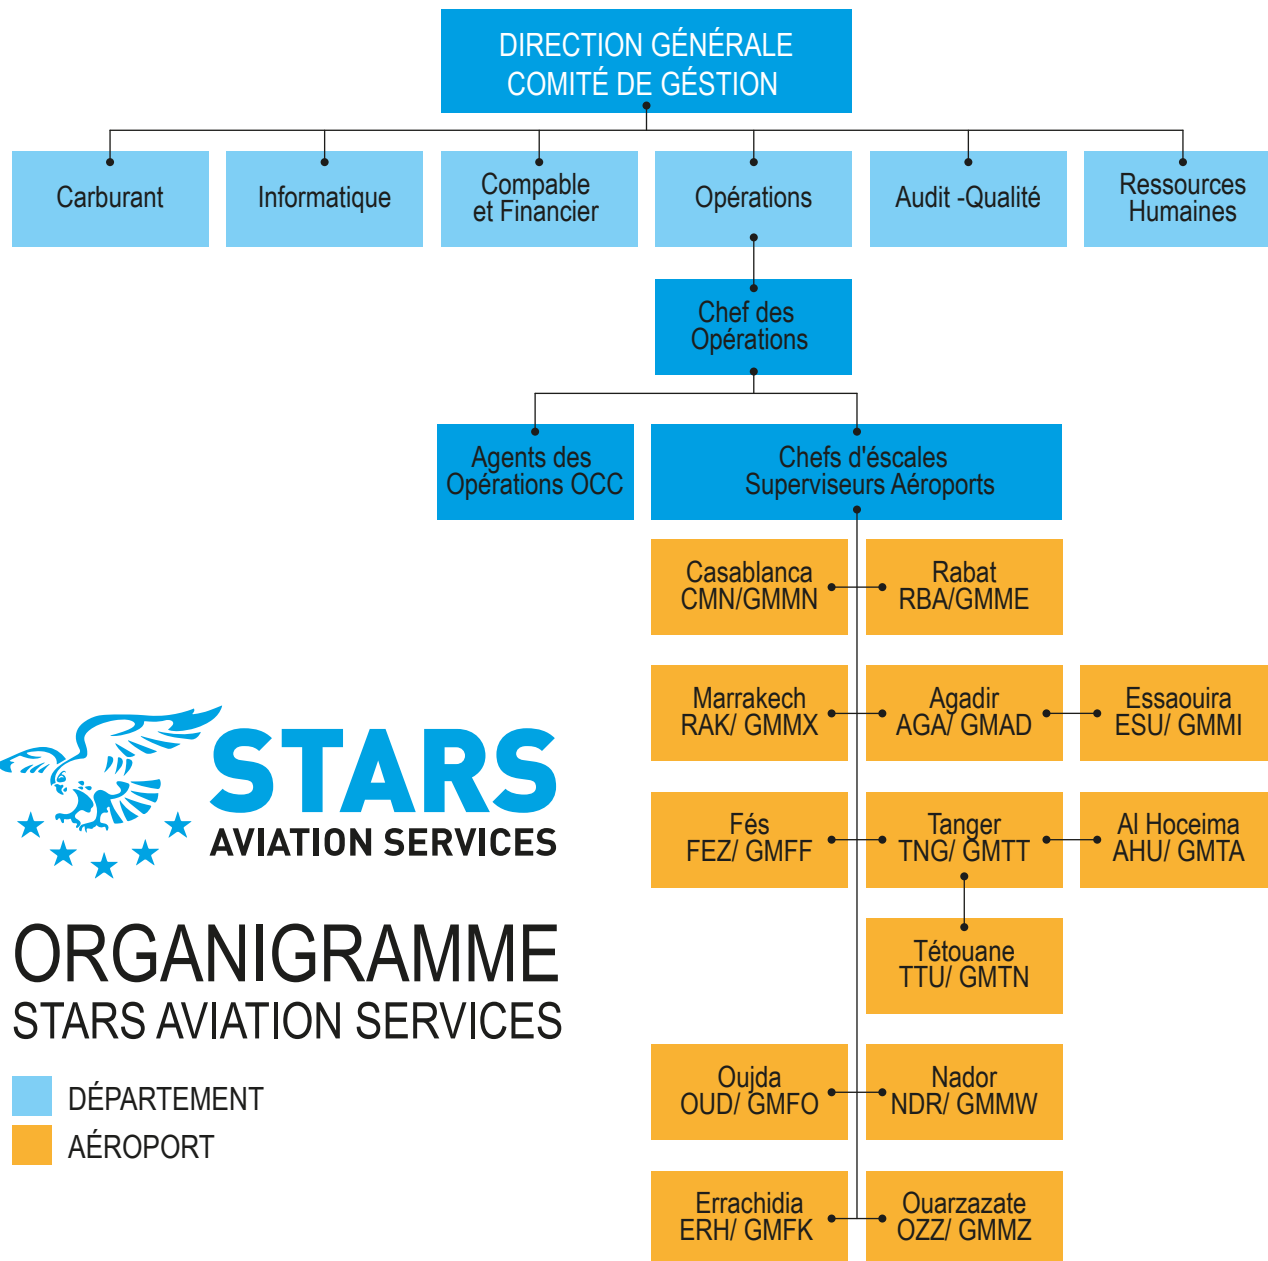 DIRECTION GÉNÉRALE
COMITÉ DE GÉSTION
Carburant
Informatique
Compable
et Financier
Opérations
Audit -Qualité
Ressources
Humaines
Chef des
Opérations
Agents des
Opérations OCC
Chefs d'éscales
Superviseurs Aéroports
Casablanca
CMN/GMMN
Rabat
RBA/GMME
Marrakech
RAK/ GMMX
Agadir
AGA/ GMAD
Essaouira
ESU/ GMMI
Fés
FEZ/ GMFF
Tanger
TNG/ GMTT
Al Hoceima
AHU/ GMTA
Tétouane
TTU/ GMTN
Oujda
OUD/ GMFO
Nador
NDR/ GMMW
Errachidia
ERH/ GMFK
Ouarzazate
OZZ/ GMMZ
STARS
AVIATION SERVICES
ORGANIGRAMME
STARS AVIATION SERVICES
DÉPARTEMENT
AÉROPORT